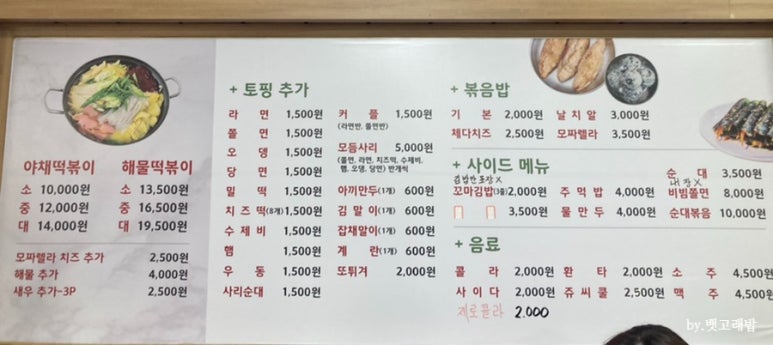 야채떡볶이 해물떡볶이
소 10,000원 소 13,500원
중 12,000원 중 16,500원
대 14,000원 대 19,500원
모짜렐라 치즈 추가 2,500원
해물 추가 4,000원
새우 추가-3P 2,500원
+ 토핑 추가
라 면 1,500원 커 플 1,500원
(라면반, 쫄면반)
쫄 면 1,500원
오 뎅 1,500원 모듬사리 5,000원
(쫄면, 라면, 치즈떡, 수제비,
햄, 오뎅, 당면) 반개씩
당 면 1,500원
밀 떡 1,500원 아끼만두(1개) 600원
치즈떡(8개) 1,500원 김 말 이(1개) 600원
수 제 비 1,500원 잡채말이(1개) 600원
햄 1,500원 계 란(1개) 600원
우 동 1,500원 또튀겨 2,000원
사리순대 1,500원
+ 볶음밥
기 본 2,000원 날 치 알 3,000원
체다치즈 2,500원 모짜렐라 3,500원
+ 사이드 메뉴 순 대 3,500원
김밥만 포장 X 내장 X
꼬마김밥(3줄) 2,000원 주 먹 밥 4,000원 비빔쫄면 8,000원
3,500원 물 만 두 4,000원 순대볶음 10,000원
+ 음료
콜 라 2,000원 환 타 2,000원 소 주 4,500원
사 이 다 2,000원 쥬 씨 쿨 2,500원 맥 주 4,500원
제로콜라 2.000
by.뼷고래밥